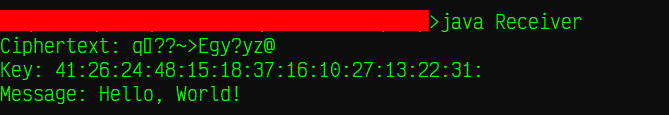 >java Receiver
Ciphertext: q▯??~>Egy?yz@
Key: 41:26:24:48:15:18:37:16:10:27:13:22:31:
Message: Hello, World!